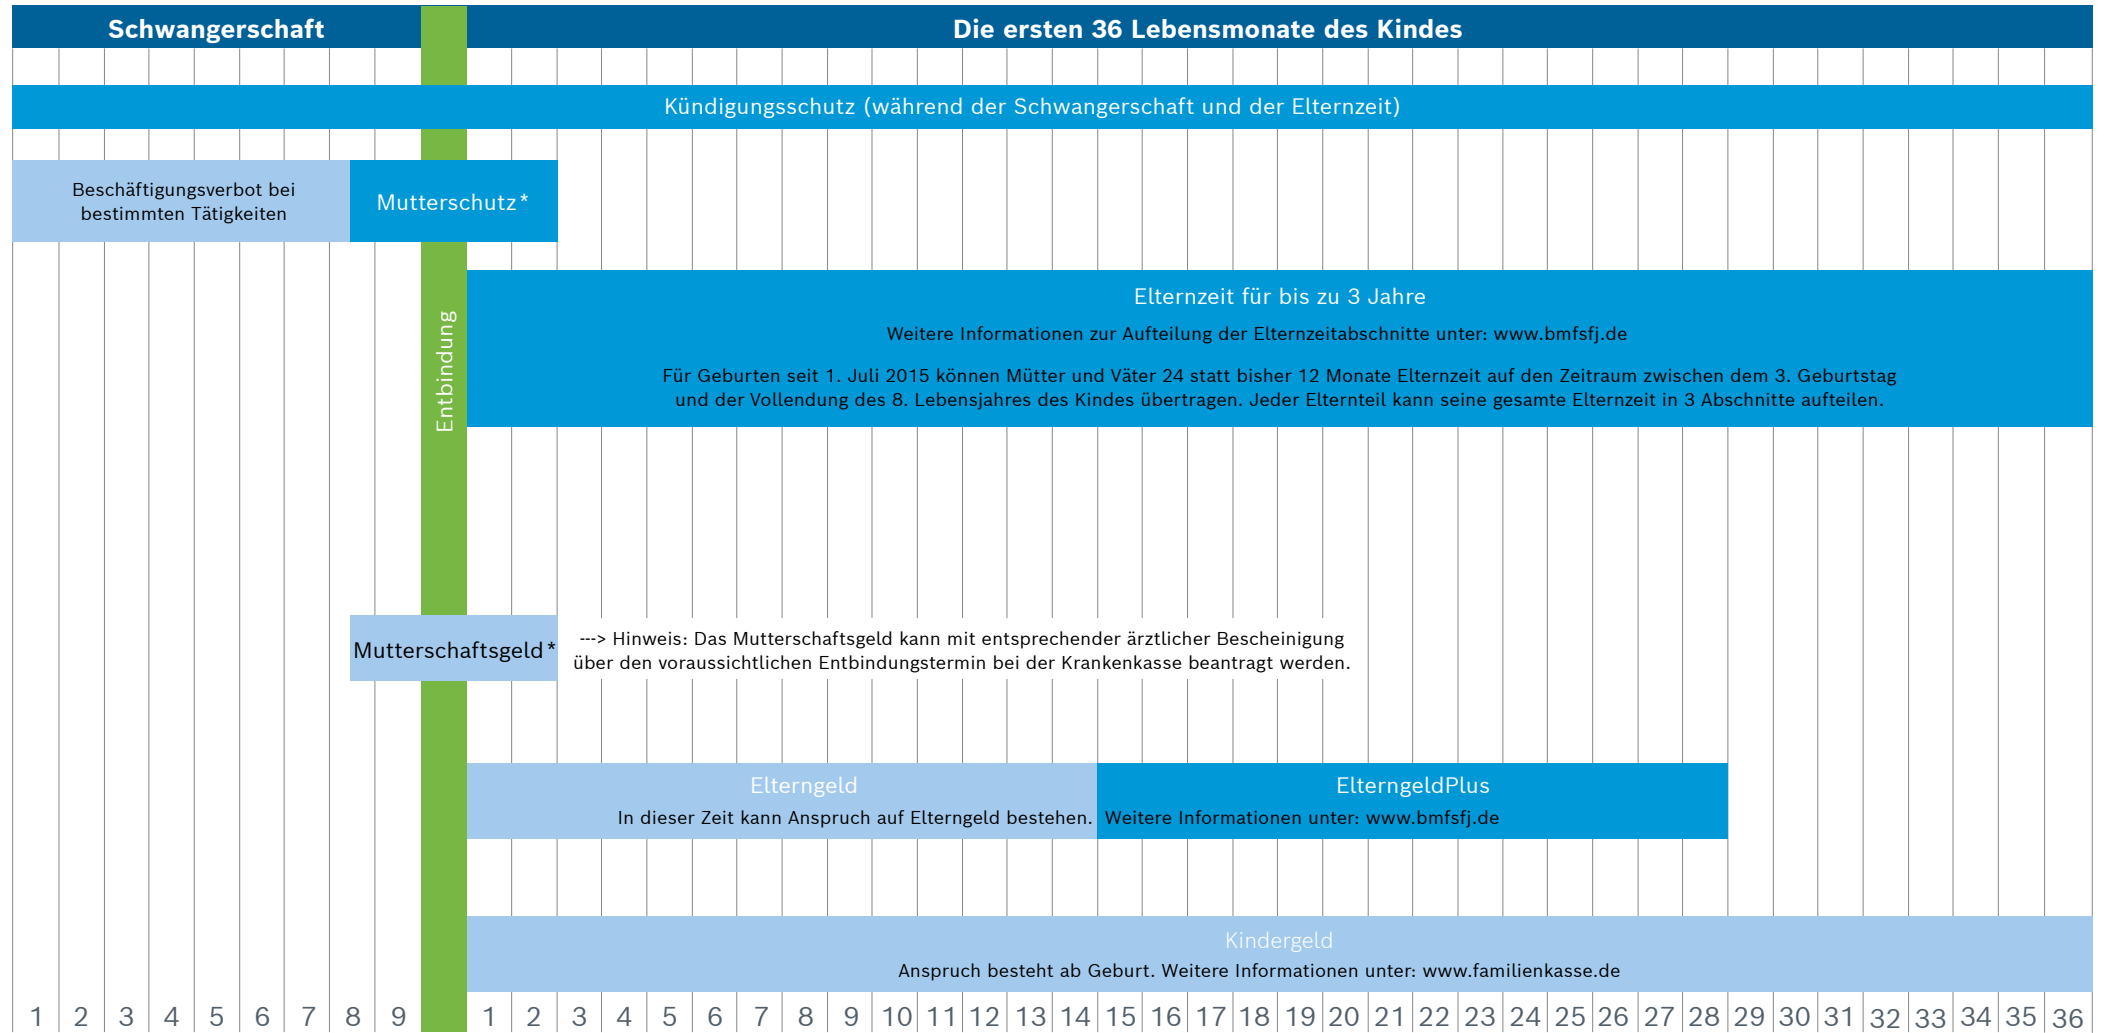 Schwangerschaft
Die ersten 36 Lebensmonate des Kindes
Kündigungsschutz (während der Schwangerschaft und der Elternzeit)
Beschäftigungsverbot bei
bestimmten Tätigkeiten
Mutterschutz*
Entbindung
Elternzeit für bis zu 3 Jahre
Weitere Informationen zur Aufteilung der Elternzeitabschnitte unter: www.bmfsfj.de
Für Geburten seit 1. Juli 2015 können Mütter und Väter 24 statt bisher 12 Monate Elternzeit auf den Zeitraum zwischen dem 3. Geburtstag
und der Vollendung des 8. Lebensjahres des Kindes übertragen. Jeder Elternteil kann seine gesamte Elternzeit in 3 Abschnitte aufteilen.
Mutterschaftsgeld*
---> Hinweis: Das Mutterschaftsgeld kann mit entsprechender ärztlicher Bescheinigung
über den voraussichtlichen Entbindungstermin bei der Krankenkasse beantragt werden.
Elterngeld
In dieser Zeit kann Anspruch auf Elterngeld bestehen.
ElterngeldPlus
Weitere Informationen unter: www.bmfsfj.de
Kindergeld
Anspruch besteht ab Geburt. Weitere Informationen unter: www.familienkasse.de
1 2 3 4 5 6 7 8 9 1 2 3 4 5 6 7 8 9 10 11 12 13 14 15 16 17 18 19 20 21 22 23 24 25 26 27 28 29 30 31 32 33 34 35 36